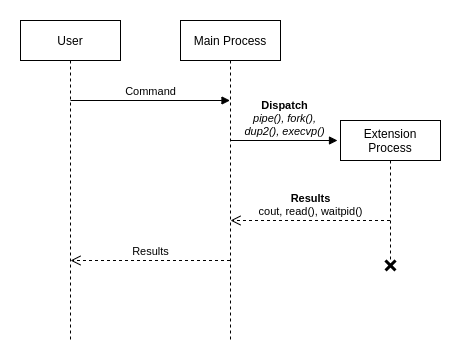 User
Main Process
Command
Dispatch
pipe(), fork(),
dup2(), execvp()
Extension
Process
Results
cout, read(), waitpid()
Results